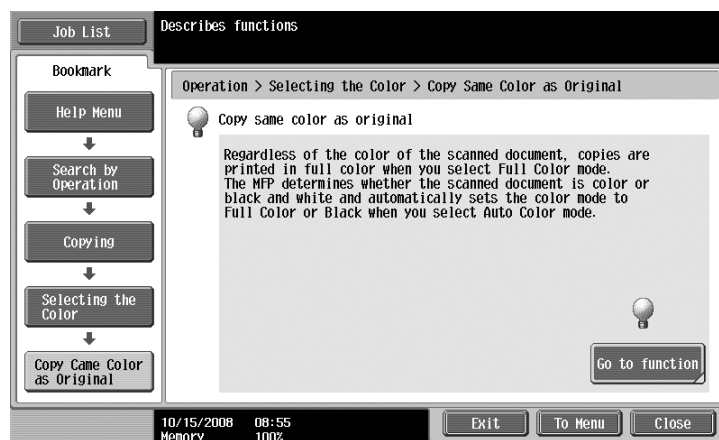 Job List
Describes functions
Bookmark
Operation > Selecting the Color > Copy Same Color as Original
Help Menu
Copy same color as original
Search by
Operation
Regardless of the color of the scanned document, copies are
printed in full color when you select Full Color mode.
The MFP determines whether the scanned document is color or
black and white and automatically sets the color mode to
Full Color or Black when you select Auto Color mode.
Copying
Selecting the
Color
Copy Came Color
as Original
Go to function
10/15/2008 08:55
Memory 100%
Exit
To Menu
Close